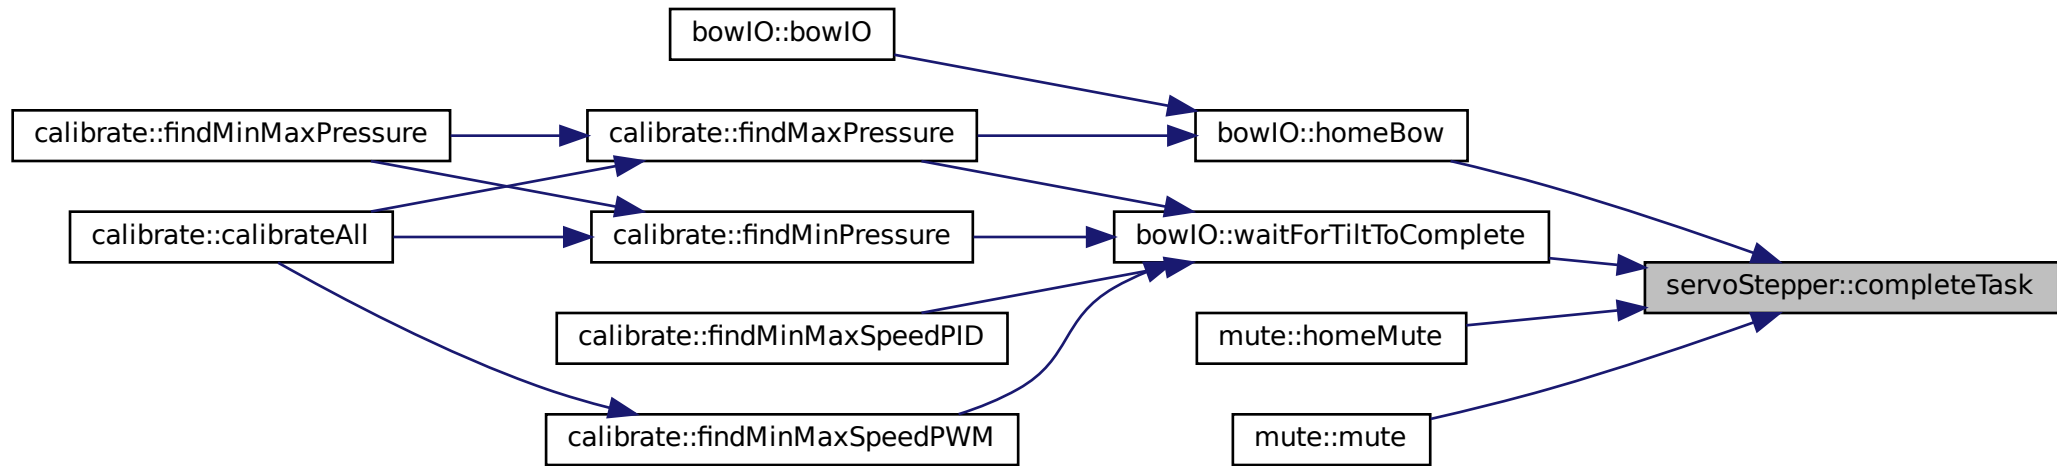 bowIO::bowIO
calibrate::findMinMaxPressure
calibrate::findMaxPressure
bowIO::homeBow
calibrate::calibrateAll
calibrate::findMinPressure
bowIO::waitForTiltToComplete
servoStepper::completeTask
calibrate::findMinMaxSpeedPID
mute::homeMute
calibrate::findMinMaxSpeedPWM
mute::mute